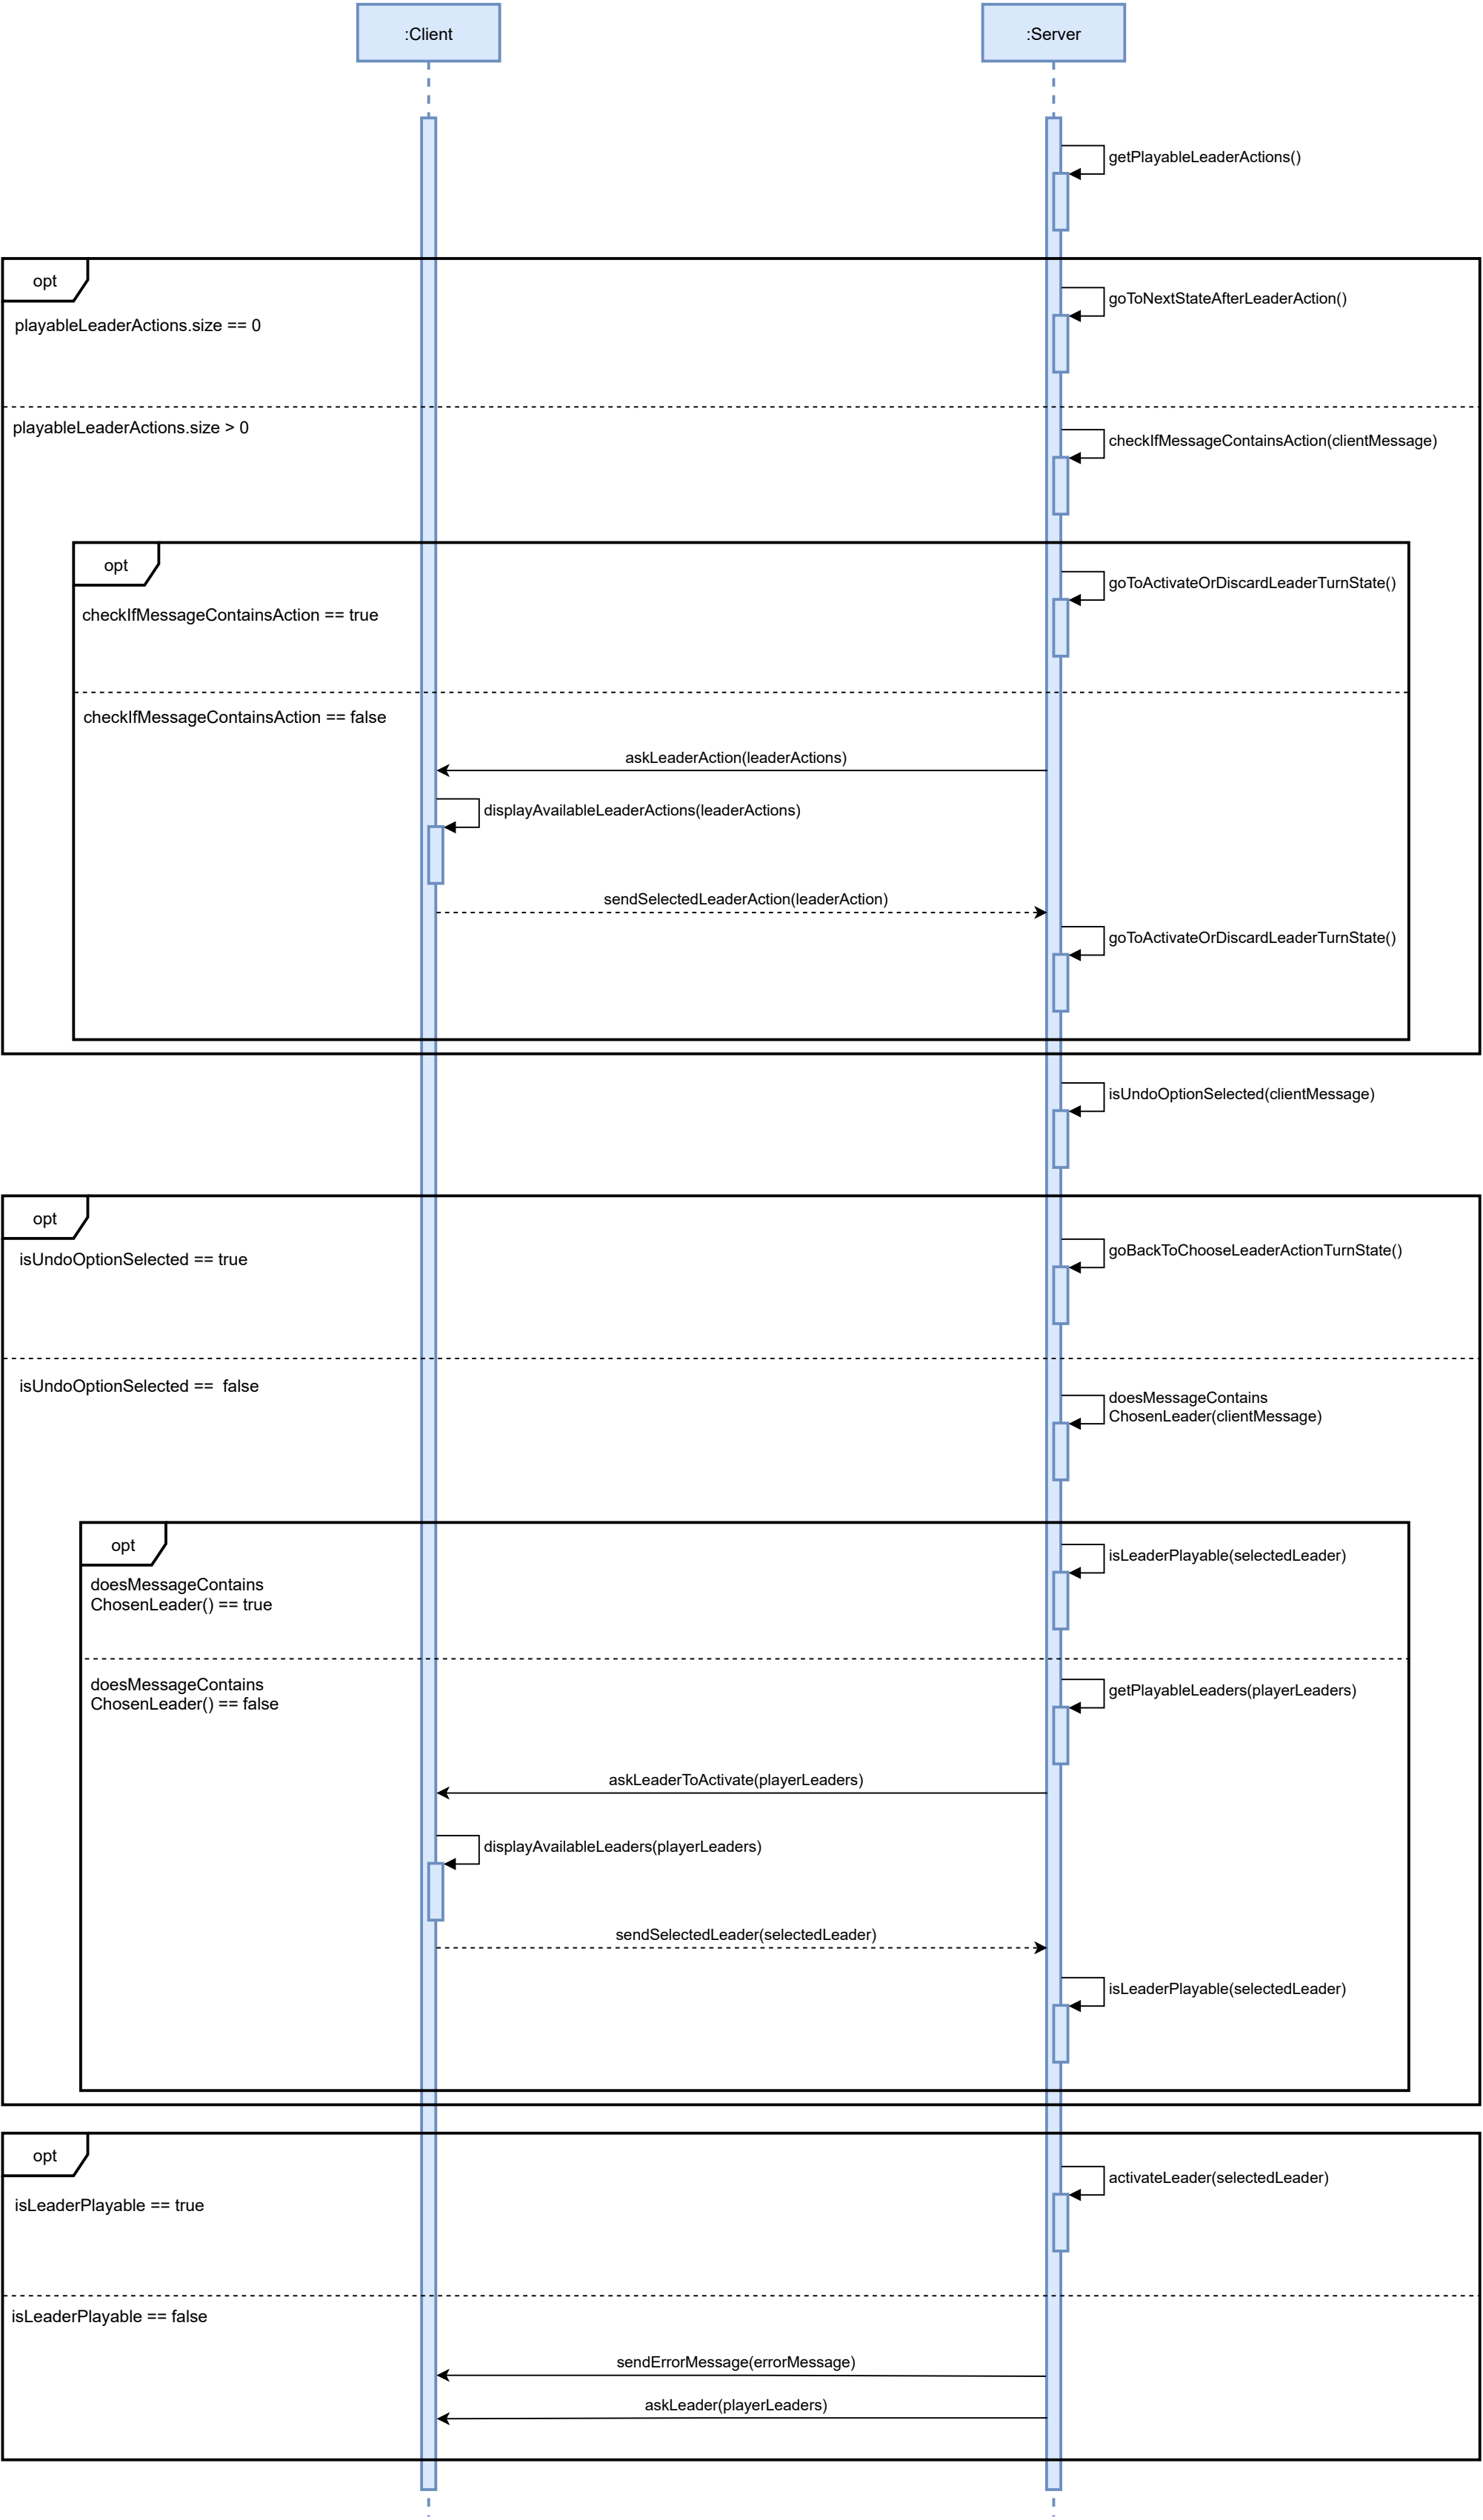 :Client
:Server
getPlayableLeaderActions()
opt
goToNextStateAfterLeaderAction()
playableLeaderActions.size == 0
playableLeaderActions.size > 0
checkIfMessageContainsAction(clientMessage)
opt
goToActivateOrDiscardLeaderTurnState()
checkIfMessageContainsAction == true
checkIfMessageContainsAction == false
askLeaderAction(leaderActions)
displayAvailableLeaderActions(leaderActions)
sendSelectedLeaderAction(leaderAction)
goToActivateOrDiscardLeaderTurnState()
isUndoOptionSelected(clientMessage)
opt
goBackToChooseLeaderActionTurnState()
isUndoOptionSelected == true
isUndoOptionSelected ==  false
doesMessageContains
ChosenLeader(clientMessage)
opt
isLeaderPlayable(selectedLeader)
doesMessageContains
ChosenLeader() == true
doesMessageContains
ChosenLeader() == false
getPlayableLeaders(playerLeaders)
askLeaderToActivate(playerLeaders)
displayAvailableLeaders(playerLeaders)
sendSelectedLeader(selectedLeader)
isLeaderPlayable(selectedLeader)
opt
activateLeader(selectedLeader)
isLeaderPlayable == true
isLeaderPlayable == false
sendErrorMessage(errorMessage)
askLeader(playerLeaders)